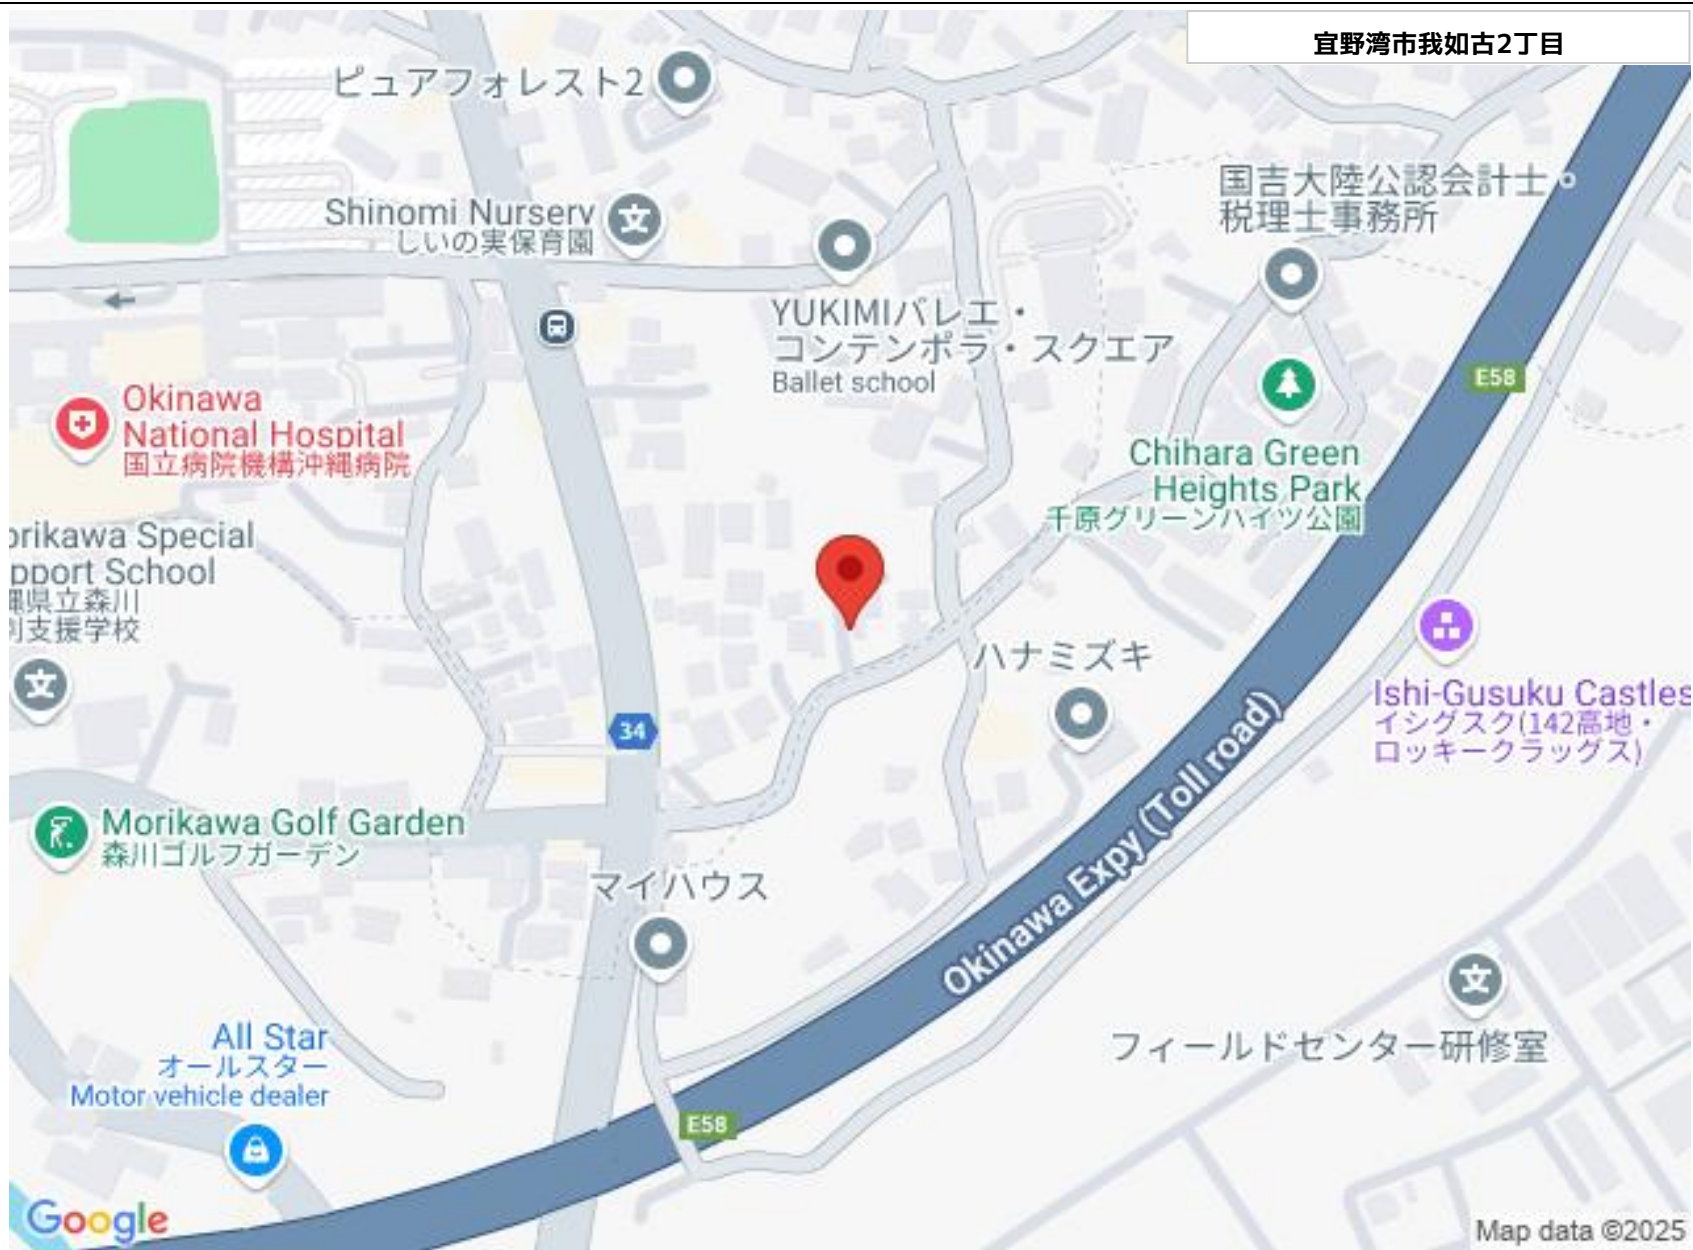 宜野湾市我如古2丁目
ピュアフォレスト2
国吉大陸公認会計士
税理士事務所
Shinomi Nursery
しいの実保育園
YUKIMIバレエ・
コンテンポラ・スクエア
Ballet school
E58
Okinawa
National Hospital
国立病院機構沖縄病院
Chihara Green
Heights Park
千原グリーンハイツ公園
orikawa Special
pport School
縄県立森川
別支援学校
ハナミズキ
Ishi-Gusuku Castles
イシグスク(142高地・
ロッキークラッグス)
34
Morikawa Golf Garden
森川ゴルフガーデン
マイハウス
Okinawa Expy (Toll road)
フィールドセンター研修室
All Star
オールスター
Motor vehicle dealer
E58
Google
Map data ©2025